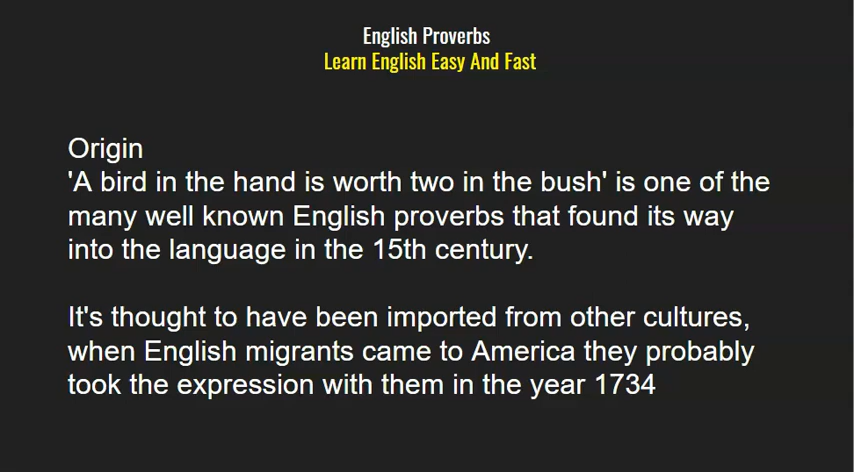 English Proverbs
Learn English Easy And Fast
Origin
'A bird in the hand is worth two in the bush' is one of the
many well known English proverbs that found its way
into the language in the 15th century.
It's thought to have been imported from other cultures,
when English migrants came to America they probably
took the expression with them in the year 1734